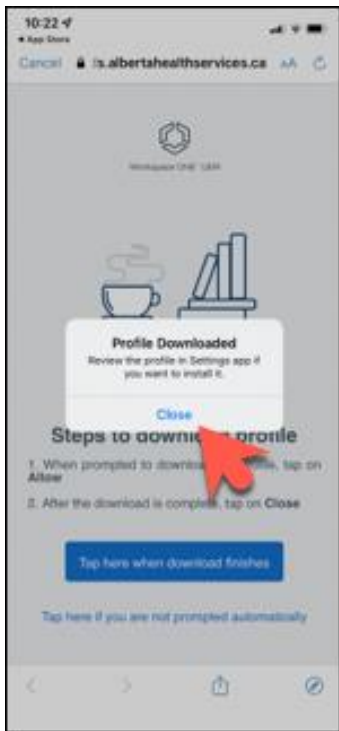 10:22
App Store
Cancel
ls.albertahealthservices.ca
AA
Workspace ONE UEM
Profile Downloaded
Review the profile in Settings app if
you want to install it.
Close
Steps to download profile
1. When prompted to download profile, tap on
Allow
2. After the download is complete, tap on Close
Tap here when download finishes
Tap here if you are not prompted automatically